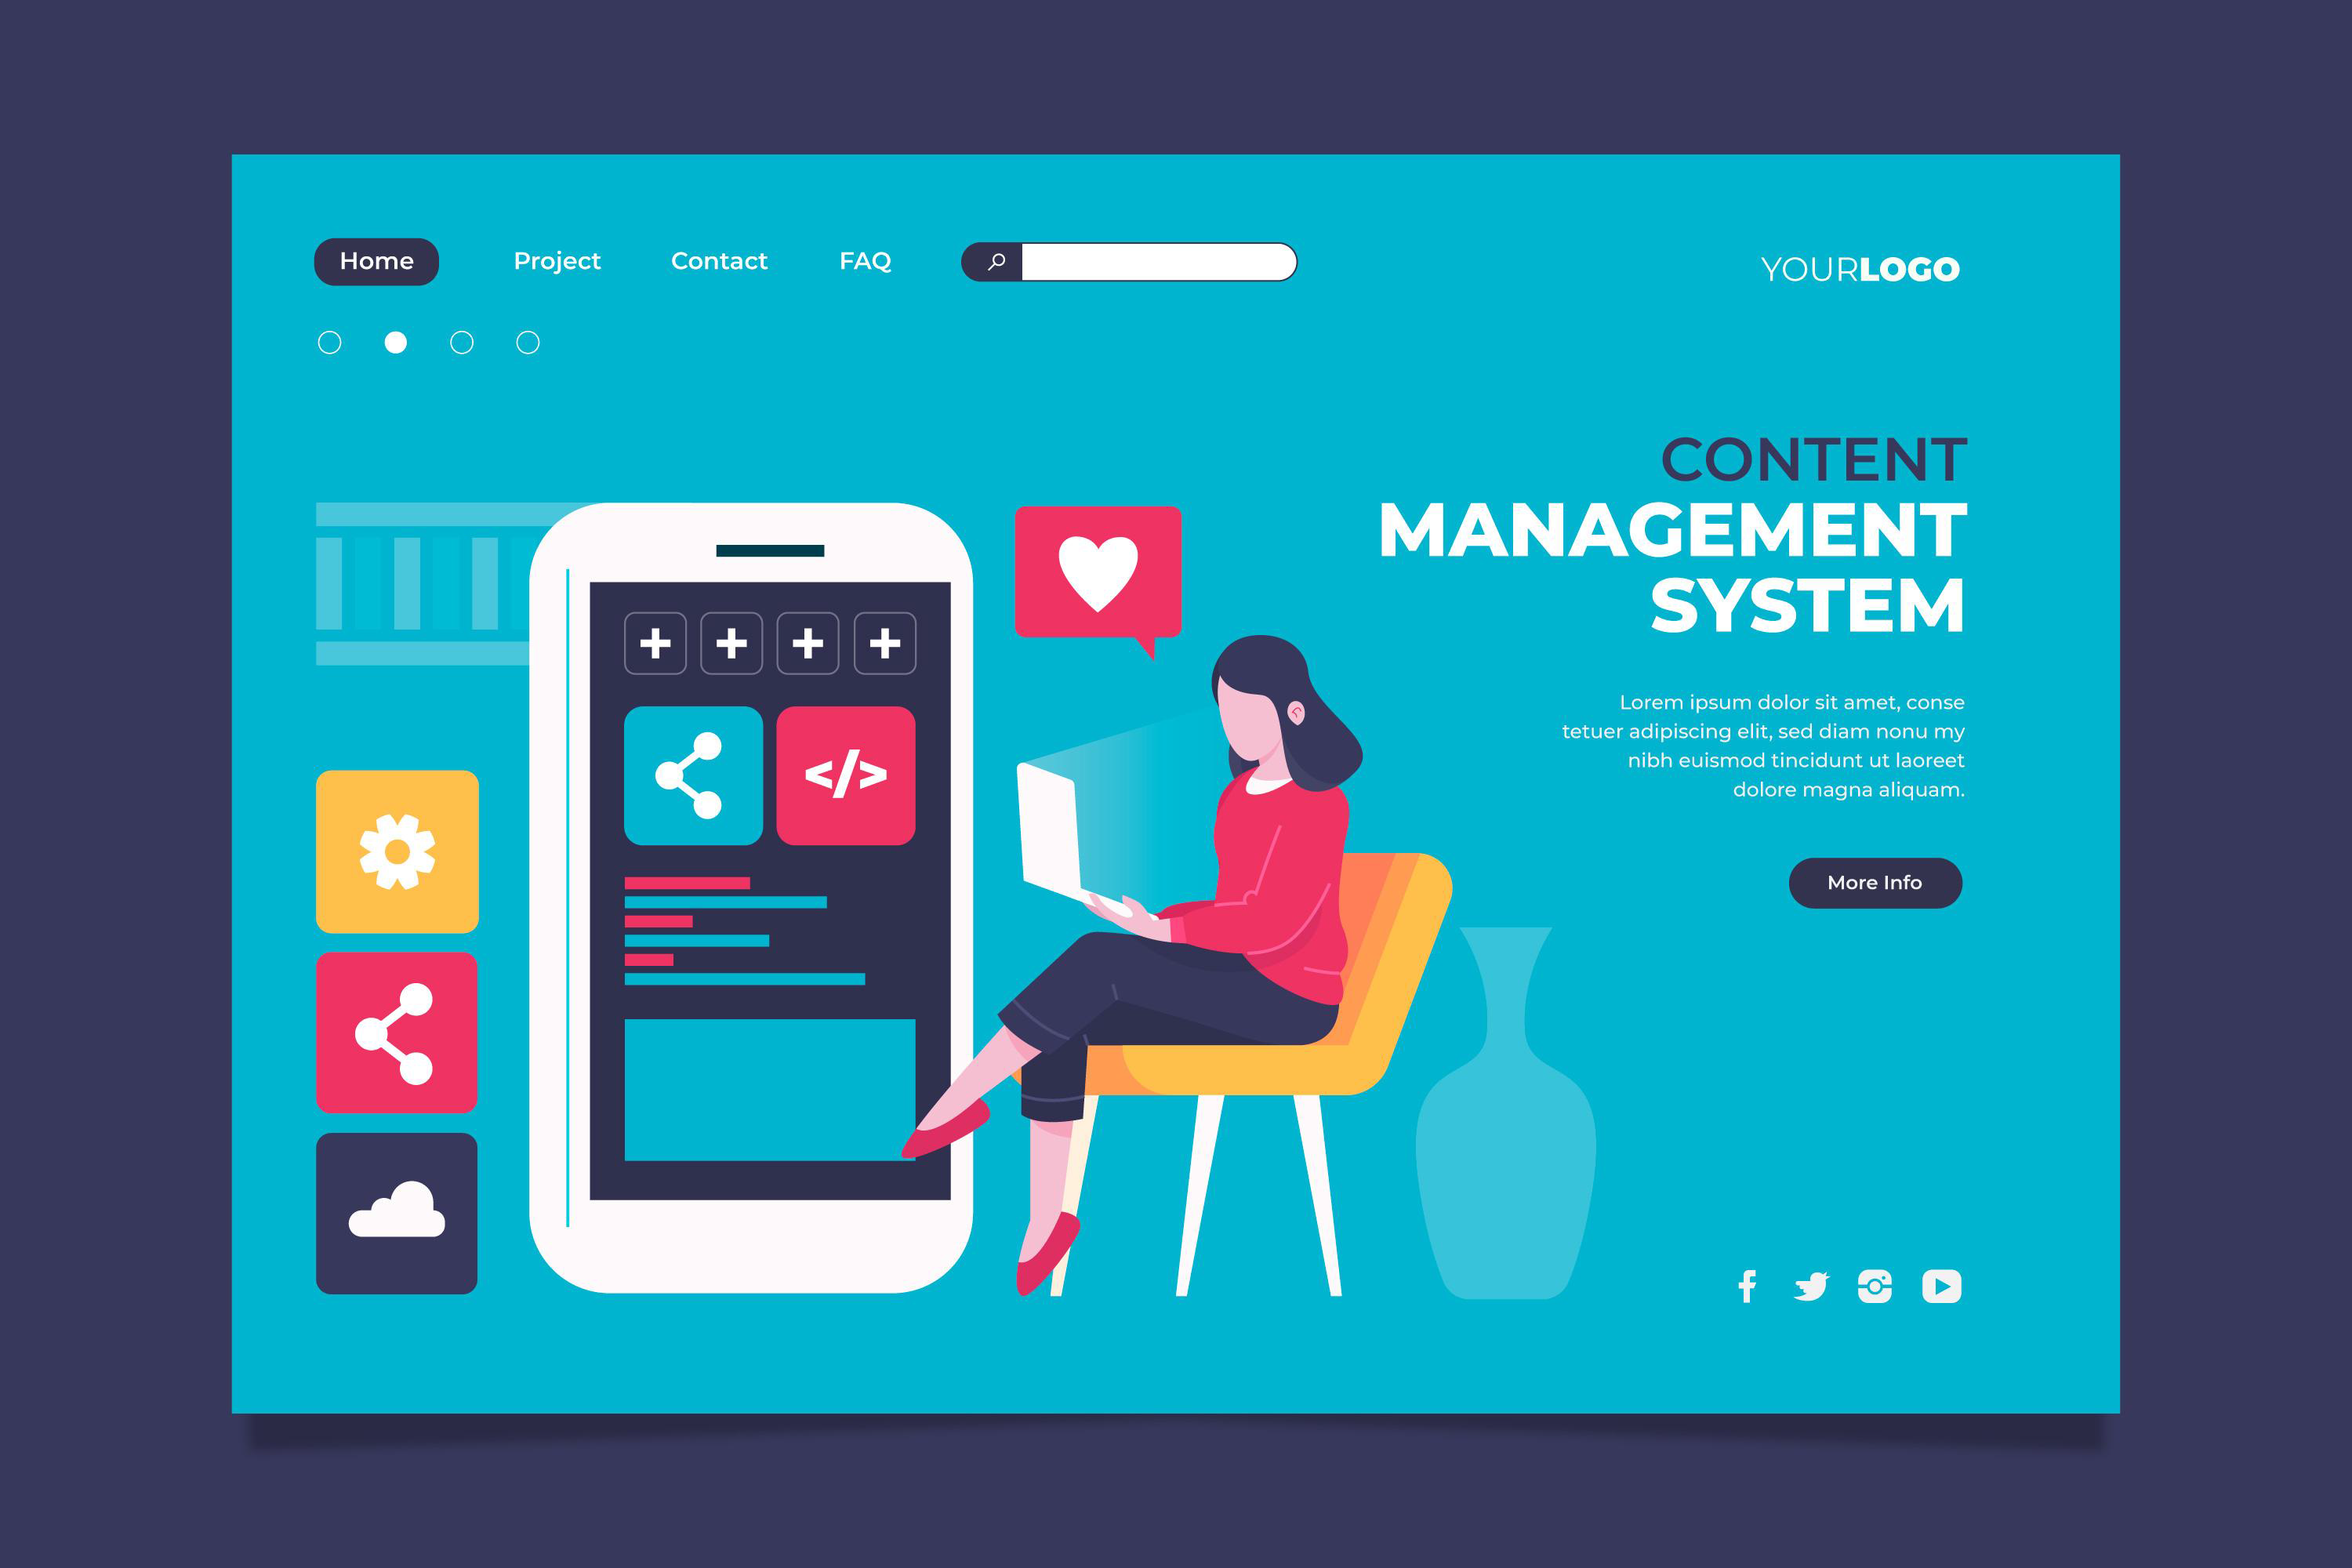 Home
Project
Contact
FAQ
YOURLOGO
CONTENT
MANAGEMENT
SYSTEM
Lorem ipsum dolor sit amet, conse
tetuer adipiscing elit, sed diam nonu my
nibh euismod tincidunt ut laoreet
dolore magna aliquam.
More Info